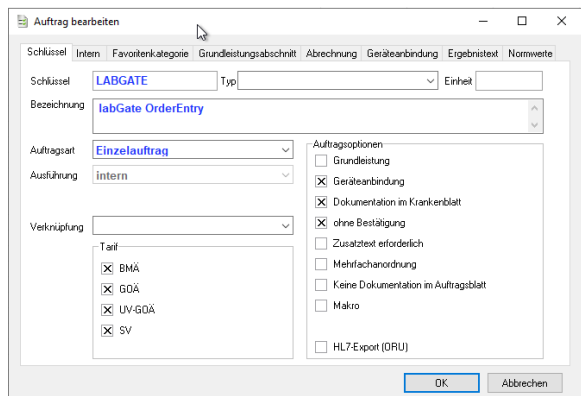 Auftrag bearbeiten
Schlüssel Intern Favoritenkategorie Grundleistungsabschnitt Abrechnung Geräteanbindung Ergebnistext Normwerte
Schlüssel LABGATE Typ Einheit
Bezeichnung labGate OrderEntry
Auftragsart Einzelauftrag
Ausführung intern
Verknüpfung
Tarif
BMÄ
GOÄ
UV-GOÄ
SV
Auftragsoptionen
Grundleistung
Geräteanbindung
Dokumentation im Krankenblatt
ohne Bestätigung
Zusatztext erforderlich
Mehrfachanordnung
Keine Dokumentation im Auftragsblatt
Makro
HL7-Export (ORU)
OK Abbrechen